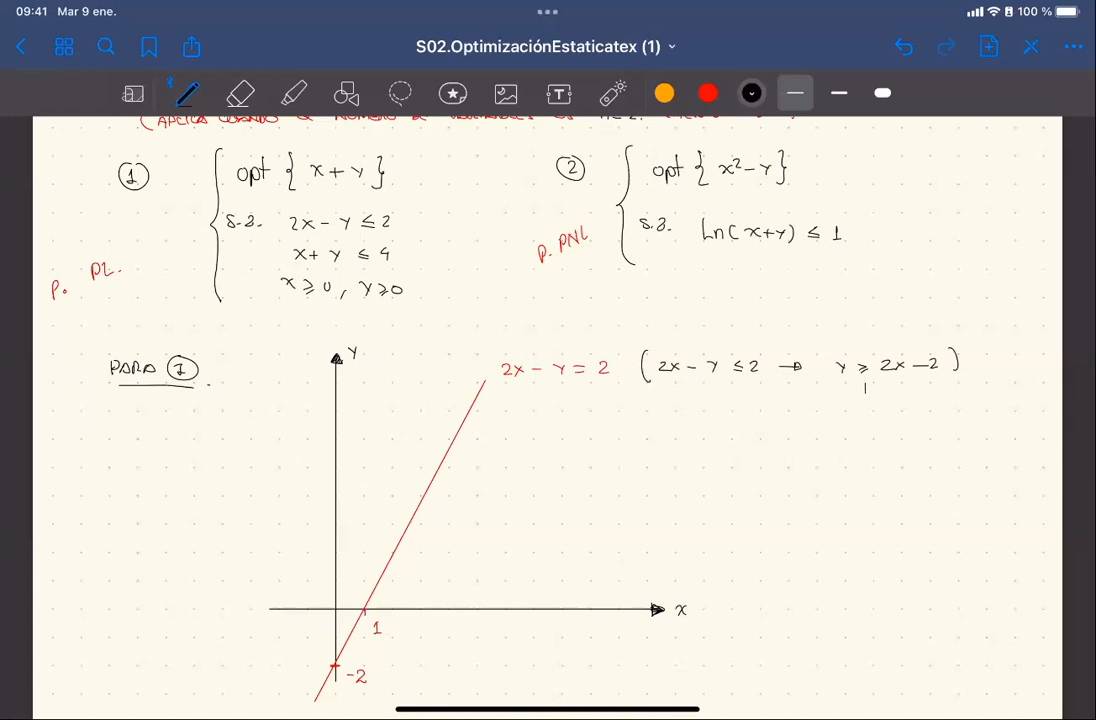 09:41 Mar 9 ene.
100 %
S02.OptimizaciónEstaticatex (1)
T
① opt { x + y }
s.a. 2x - y ≤ 2
x + y ≤ 4
x ≥ 0, y ≥ 0
P. PL.
② opt { x² - y }
s.a. Ln( x+y ) ≤ 1
P. PNL
PARA ①
y
2x - y = 2 ( 2x - y ≤ 2 → y ≥ 2x - 2 )
x
1
-2